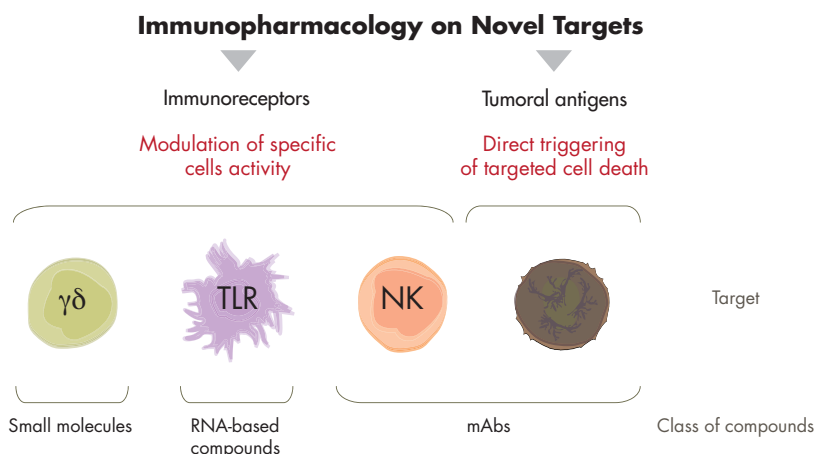 Immunopharmacology on Novel Targets
Immunoreceptors
Tumoral antigens
Modulation of specific
cells activity
Direct triggering
of targeted cell death
γδ
TLR
NK
Target
Small molecules
RNA-based
compounds
mAbs
Class of compounds